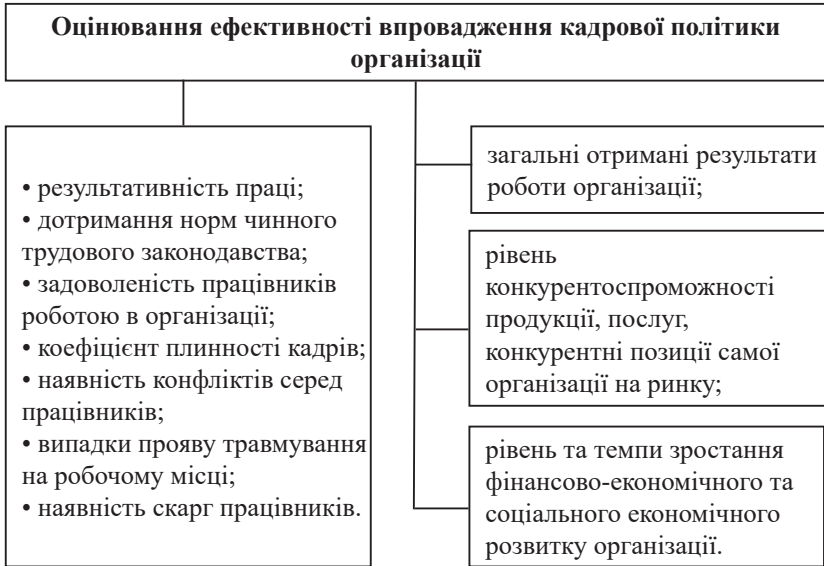 Оцінювання ефективності впровадження кадрової політики
організації
• результативність праці;
• дотримання норм чинного
трудового законодавства;
• задоволеність працівників
роботою в організації;
• коефіцієнт плинності кадрів;
• наявність конфліктів серед
працівників;
• випадки прояву травмування
на робочому місці;
• наявність скарг працівників.
загальні отримані результати
роботи організації;
рівень
конкурентоспроможності
продукції, послуг,
конкурентні позиції самої
організації на ринку;
рівень та темпи зростання
фінансово-економічного та
соціального економічного
розвитку організації.